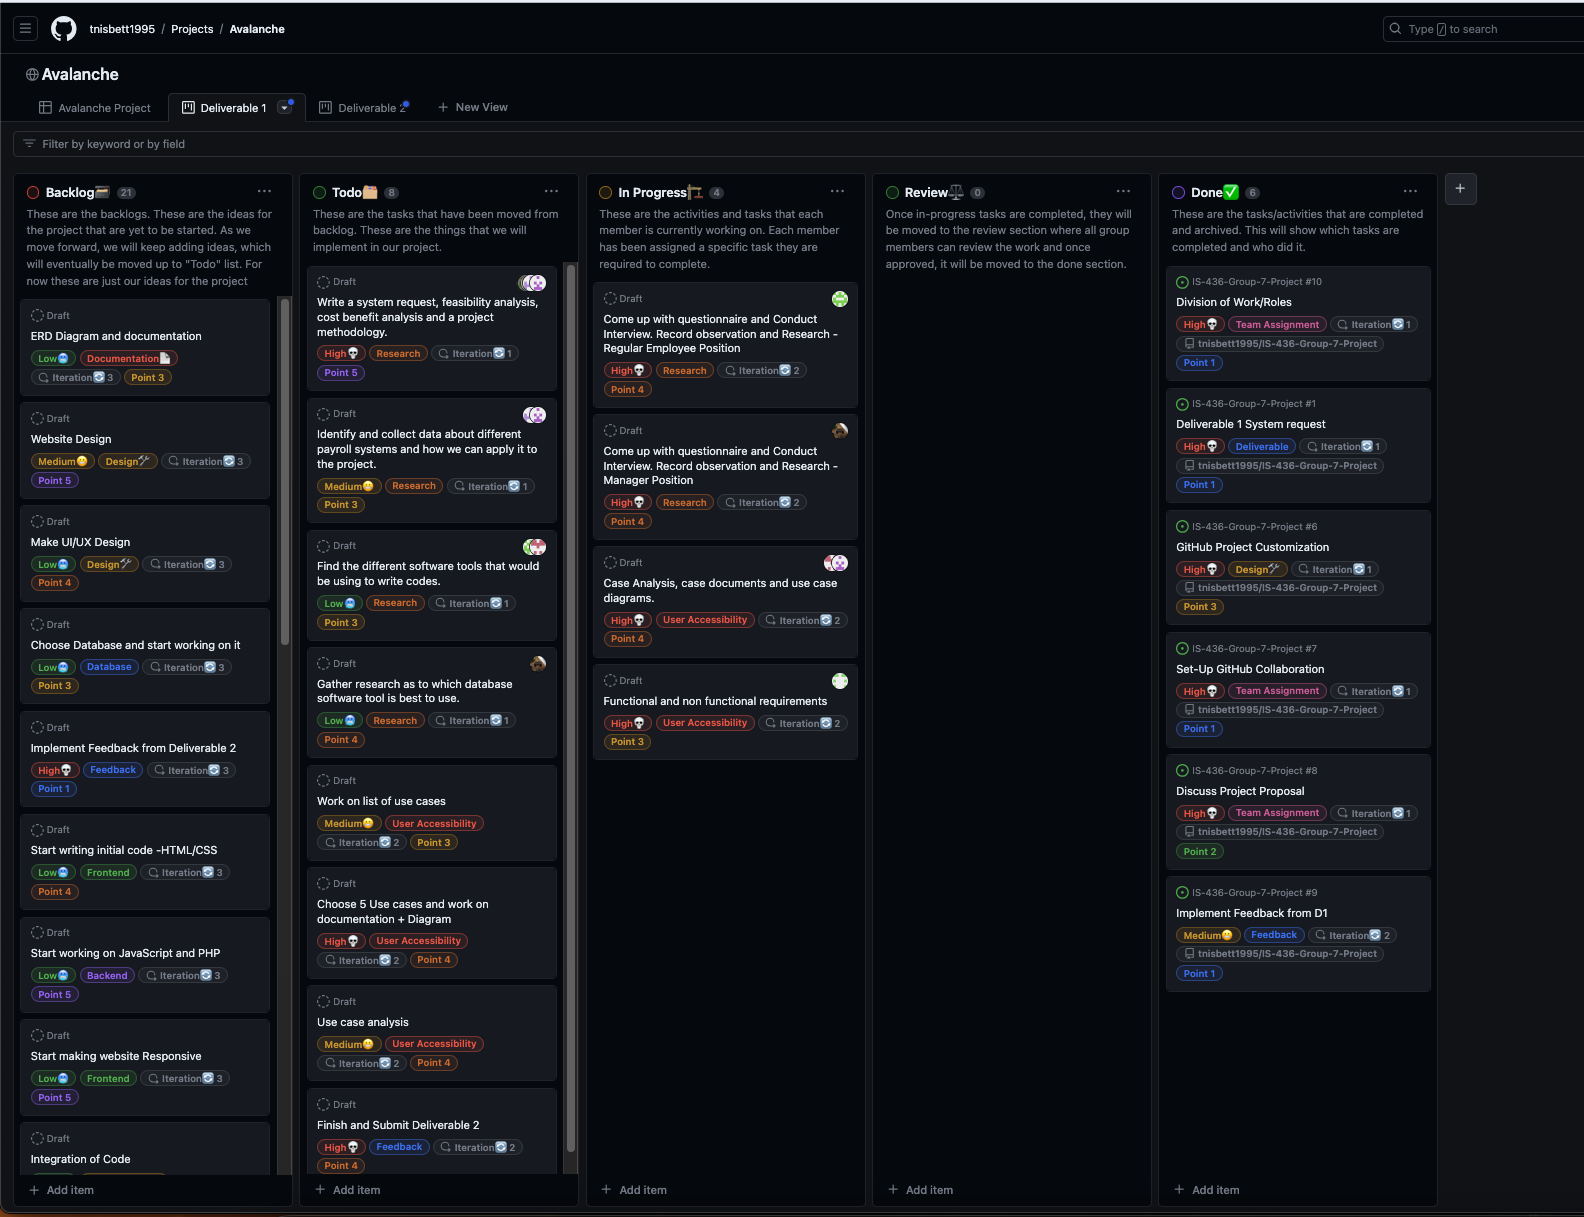 tnisbett1995 / Projects / Avalanche
Type / to search
Avalanche
Avalanche Project
Deliverable 1
Deliverable 2
New View
Filter by keyword or by field
Backlog 21
These are the backlogs. These are the ideas for
the project that are yet to be started. As we
move forward, we will keep adding ideas, which
will eventually be moved up to "Todo" list. For
now these are just our ideas for the project
Draft
ERD Diagram and documentation
Low Documentation
Iteration 3 Point 3
Draft
Website Design
Medium Design Iteration 3
Point 5
Draft
Make UI/UX Design
Low Design Iteration 3
Point 4
Draft
Choose Database and start working on it
Low Database Iteration 3
Point 3
Draft
Implement Feedback from Deliverable 2
High Feedback Iteration 3
Point 1
Draft
Start writing initial code -HTML/CSS
Low Frontend Iteration 3
Point 4
Draft
Start working on JavaScript and PHP
Low Backend Iteration 3
Point 5
Draft
Start making website Responsive
Low Frontend Iteration 3
Point 5
Draft
Integration of Code
+ Add item
Todo 8
These are the tasks that have been moved from
backlog. These are the things that we will
implement in our project.
Draft
Write a system request, feasibility analysis,
cost benefit analysis and a project
methodology.
High Research Iteration 1
Point 5
Draft
Identify and collect data about different
payroll systems and how we can apply it to
the project.
Medium Research Iteration 1
Point 3
Draft
Find the different software tools that would
be using to write codes.
Low Research Iteration 1
Point 3
Draft
Gather research as to which database
software tool is best to use.
Low Research Iteration 1
Point 4
Draft
Work on list of use cases
Medium User Accessibility
Iteration 2 Point 3
Draft
Choose 5 Use cases and work on
documentation + Diagram
High User Accessibility
Iteration 2 Point 4
Draft
Use case analysis
Medium User Accessibility
Iteration 2 Point 4
Draft
Finish and Submit Deliverable 2
High Feedback Iteration 2
Point 4
+ Add item
In Progress 4
These are the activities and tasks that each
member is currently working on. Each member
has been assigned a specific task they are
required to complete.
Draft
Come up with questionnaire and Conduct
Interview. Record observation and Research -
Regular Employee Position
High Research Iteration 2
Point 4
Draft
Come up with questionnaire and Conduct
Interview. Record observation and Research -
Manager Position
High Research Iteration 2
Point 4
Draft
Case Analysis, case documents and use case
diagrams.
High User Accessibility Iteration 2
Point 4
Draft
Functional and non functional requirements
High User Accessibility Iteration 2
Point 3
+ Add item
Review 0
Once in-progress tasks are completed, they will
be moved to the review section where all group
members can review the work and once
approved, it will be moved to the done section.
+ Add item
Done 6
These are the tasks/activities that are completed
and archived. This will show which tasks are
completed and who did it.
IS-436-Group-7-Project #10
Division of Work/Roles
High Team Assignment Iteration 1
tnisbett1995/IS-436-Group-7-Project
Point 1
IS-436-Group-7-Project #1
Deliverable 1 System request
High Deliverable Iteration 1
tnisbett1995/IS-436-Group-7-Project
Point 1
IS-436-Group-7-Project #6
GitHub Project Customization
High Design Iteration 1
tnisbett1995/IS-436-Group-7-Project
Point 3
IS-436-Group-7-Project #7
Set-Up GitHub Collaboration
High Team Assignment Iteration 1
tnisbett1995/IS-436-Group-7-Project
Point 1
IS-436-Group-7-Project #8
Discuss Project Proposal
High Team Assignment Iteration 1
tnisbett1995/IS-436-Group-7-Project
Point 2
IS-436-Group-7-Project #9
Implement Feedback from D1
Medium Feedback Iteration 2
tnisbett1995/IS-436-Group-7-Project
Point 1
+ Add item